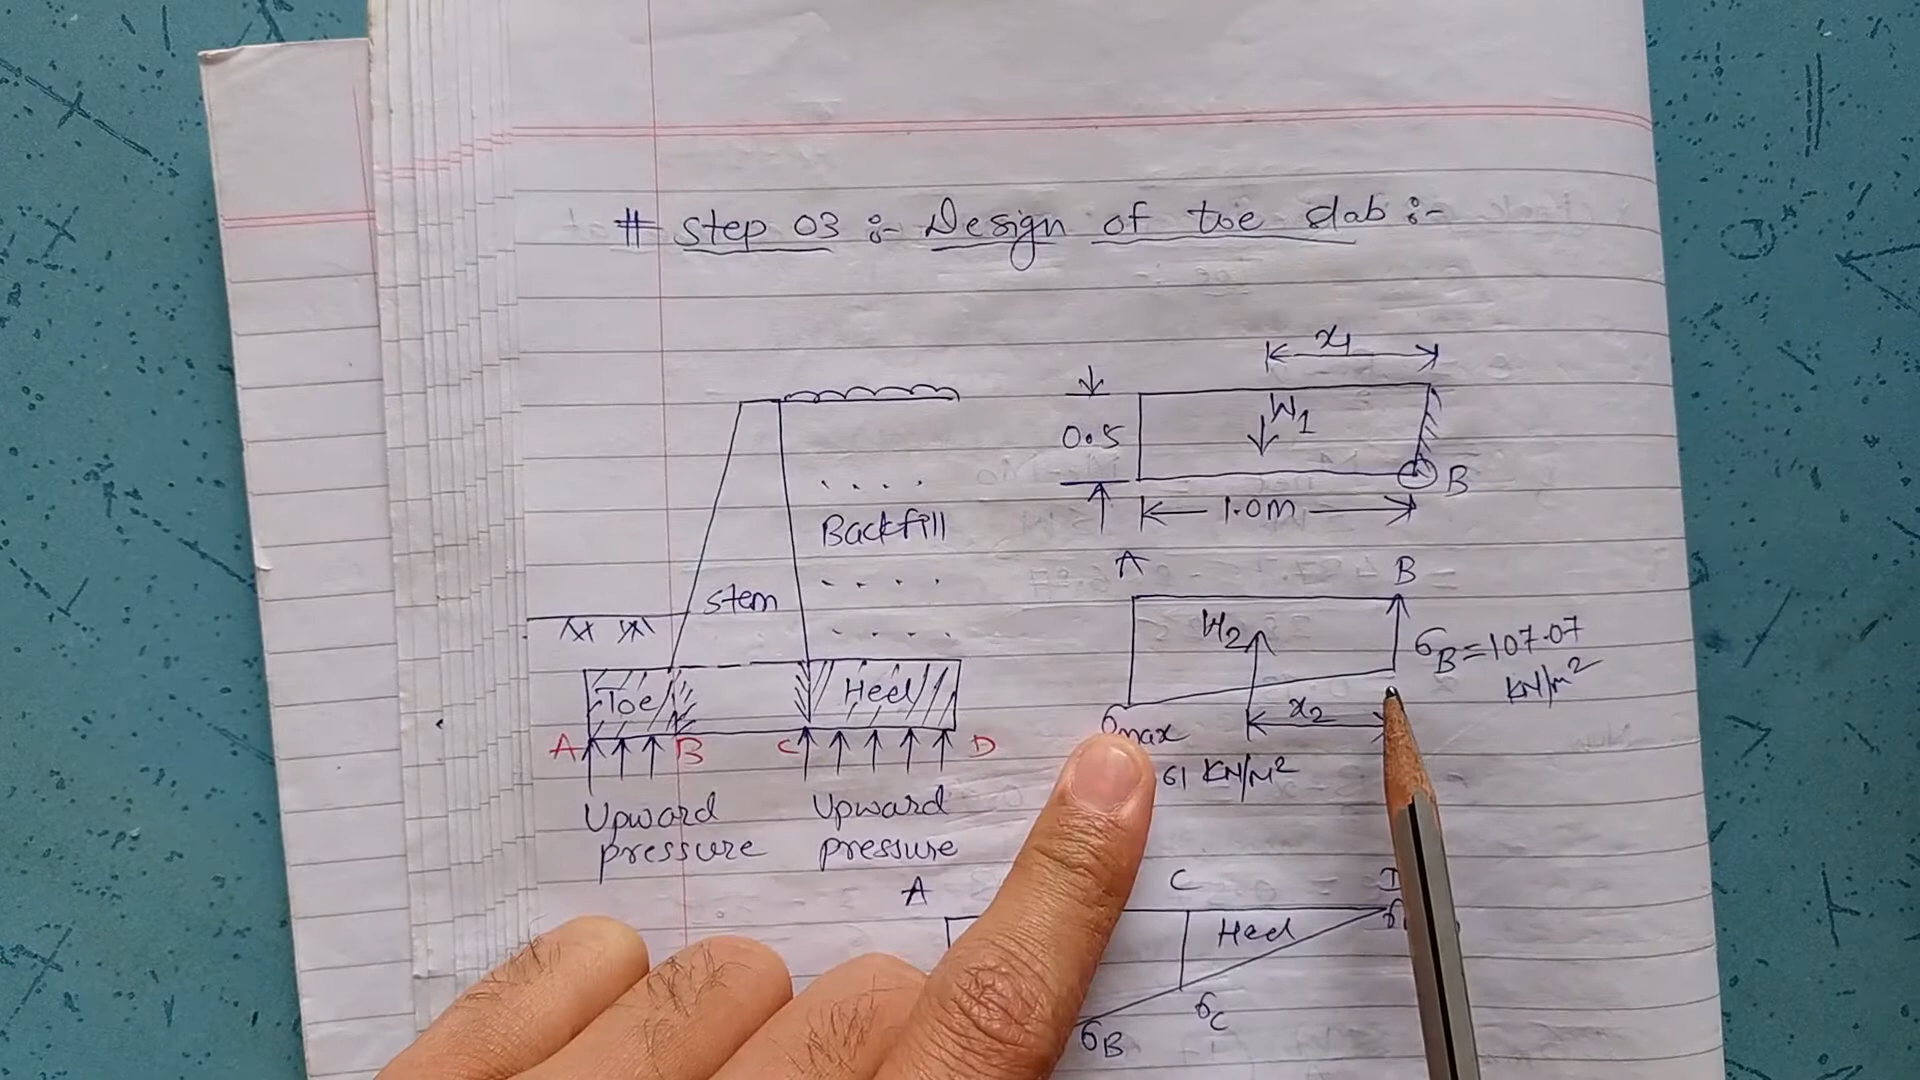 # Step 03 :- Design of toe slab :-
x1
W1
0.5
B
1.0m
Backfill
A B
Stem
W2
σB = 107.07
KN/m²
Toe Heel
x2
σmax
A B C D
61 KN/M²
Upward Upward
pressure pressure
A C D
Heel
σC
σB